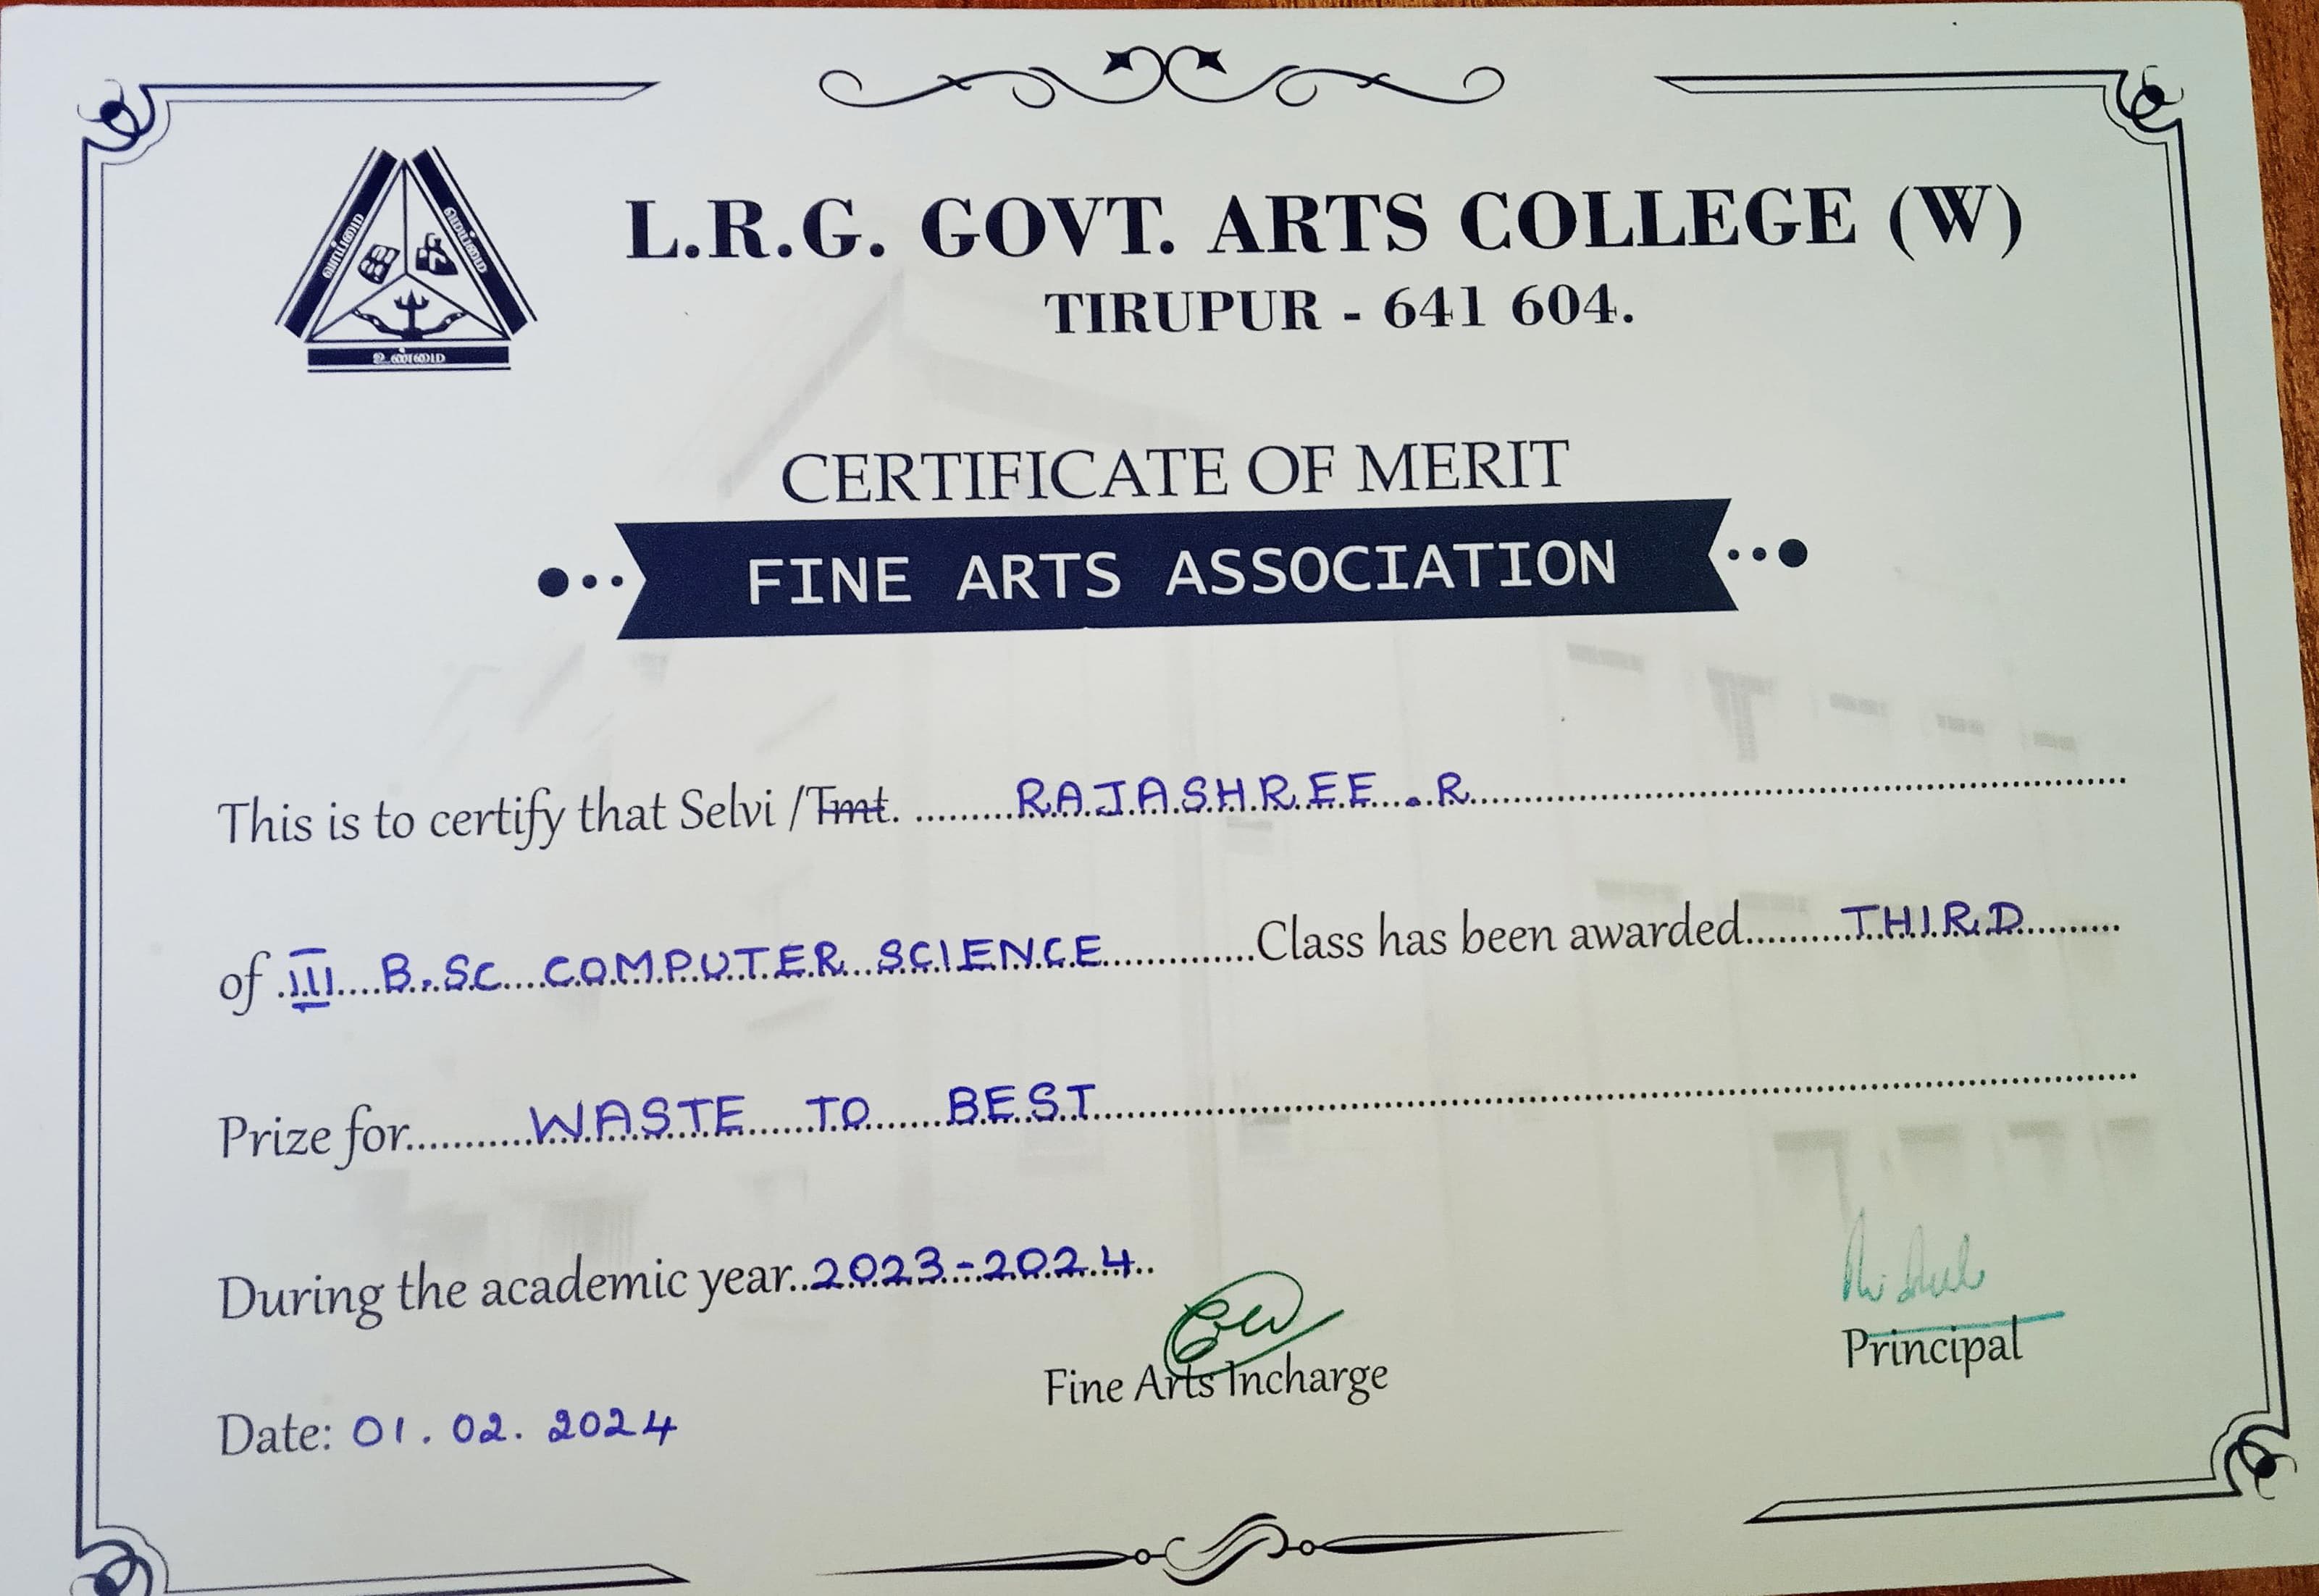 வாய்மை
மெய்மை
உண்மை
L.R.G. GOVT. ARTS COLLEGE (W)
TIRUPUR - 641 604.
CERTIFICATE OF MERIT
FINE ARTS ASSOCIATION
This is to certify that Selvi / Tmt. RAJASHREE . R
of III B.Sc COMPUTER SCIENCE Class has been awarded THIRD
Prize for WASTE TO BEST
During the academic year 2023-2024
Fine Arts Incharge
Principal
Date: 01.02.2024